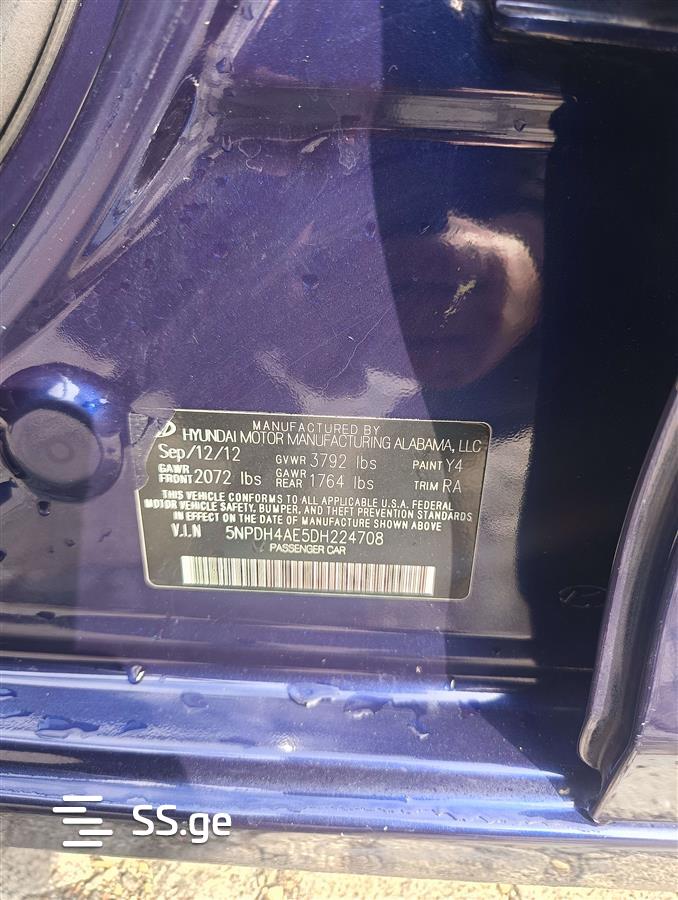 MANUFACTURED BY
HYUNDAI MOTOR MANUFACTURING ALABAMA, LLC
Sep/12/12 GVWR 3792 lbs PAINT Y4
GAWR FRONT 2072 lbs GAWR REAR 1764 lbs TRIM RA
THIS VEHICLE CONFORMS TO ALL APPLICABLE U.S.A. FEDERAL
MOTOR VEHICLE SAFETY, BUMPER, AND THEFT PREVENTION STANDARDS
IN EFFECT ON THE DATE OF MANUFACTURE SHOWN ABOVE
V.I.N 5NPDH4AE5DH224708
PASSENGER CAR
SS.ge